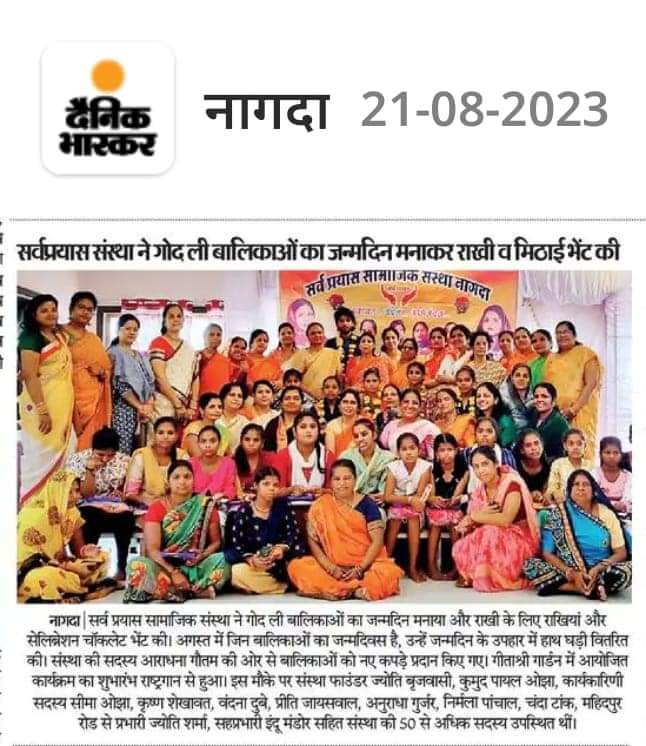 दैनिक
भास्कर
नागदा 21-08-2023
सर्वप्रयास संस्था ने गोद ली बालिकाओं का जन्मदिन मनाकर राखी व मिठाई भेंट की
सर्व प्रयास सामाजिक संस्था नागदा
नागदा | सर्व प्रयास सामाजिक संस्था ने गोद ली बालिकाओं का जन्मदिन मनाया और राखी के लिए राखियां और
सेलिब्रेशन चॉकलेट भेंट की। अगस्त में जिन बालिकाओं का जन्मदिवस है, उन्हें जन्मदिन के उपहार में हाथ घड़ी वितरित
की। संस्था की सदस्य आराधना गौतम की ओर से बालिकाओं को नए कपड़े प्रदान किए गए। गीताश्री गार्डन में आयोजित
कार्यक्रम का शुभारंभ राष्ट्रगान से हुआ। इस मौके पर संस्था फाउंडर ज्योति बृजवासी, कुमुद पायल ओझा, कार्यकारिणी
सदस्य सीमा ओझा, कृष्ण शेखावत, वंदना दुबे, प्रीति जायसवाल, अनुराधा गुर्जर, निर्मला पांचाल, चंदा टांक, महिदपुर
रोड से प्रभारी ज्योति शर्मा, सहप्रभारी इंदू मंडोर सहित संस्था की 50 से अधिक सदस्य उपस्थित थीं।